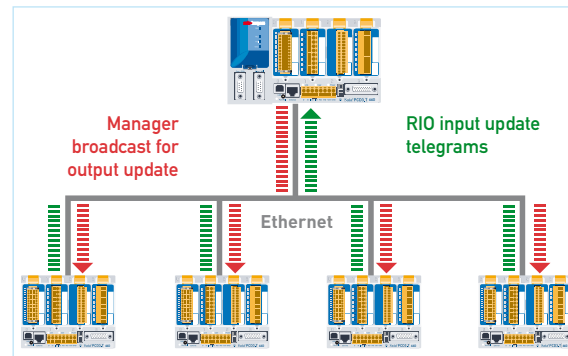 Manager
broadcast for
output update
RIO input update
telegrams
Ethernet